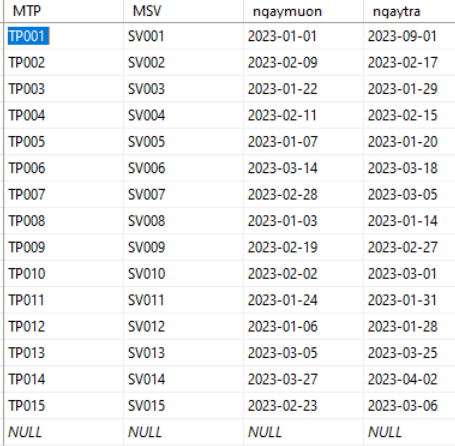 MTP MSV ngaymuon ngaytra
TP001 SV001 2023-01-01 2023-09-01
TP002 SV002 2023-02-09 2023-02-17
TP003 SV003 2023-01-22 2023-01-29
TP004 SV004 2023-02-11 2023-02-15
TP005 SV005 2023-01-07 2023-01-20
TP006 SV006 2023-03-14 2023-03-18
TP007 SV007 2023-02-28 2023-03-05
TP008 SV008 2023-01-03 2023-01-14
TP009 SV009 2023-02-19 2023-02-27
TP010 SV010 2023-02-02 2023-03-01
TP011 SV011 2023-01-24 2023-01-31
TP012 SV012 2023-01-06 2023-01-28
TP013 SV013 2023-03-05 2023-03-25
TP014 SV014 2023-03-27 2023-04-02
TP015 SV015 2023-02-23 2023-03-06
NULL NULL NULL NULL